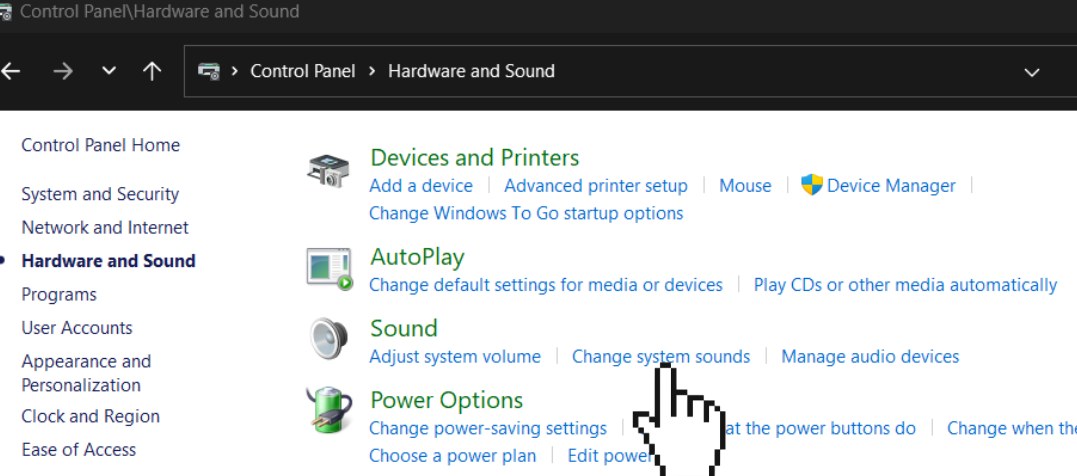 Control Panel\Hardware and Sound
Control Panel > Hardware and Sound
Control Panel Home
System and Security
Network and Internet
Hardware and Sound
Programs
User Accounts
Appearance and
Personalization
Clock and Region
Ease of Access
Devices and Printers
Add a device | Advanced printer setup | Mouse | Device Manager |
Change Windows To Go startup options
AutoPlay
Change default settings for media or devices | Play CDs or other media automatically
Sound
Adjust system volume | Change system sounds | Manage audio devices
Power Options
Change power-saving settings | at the power buttons do | Change when the
Choose a power plan | Edit power